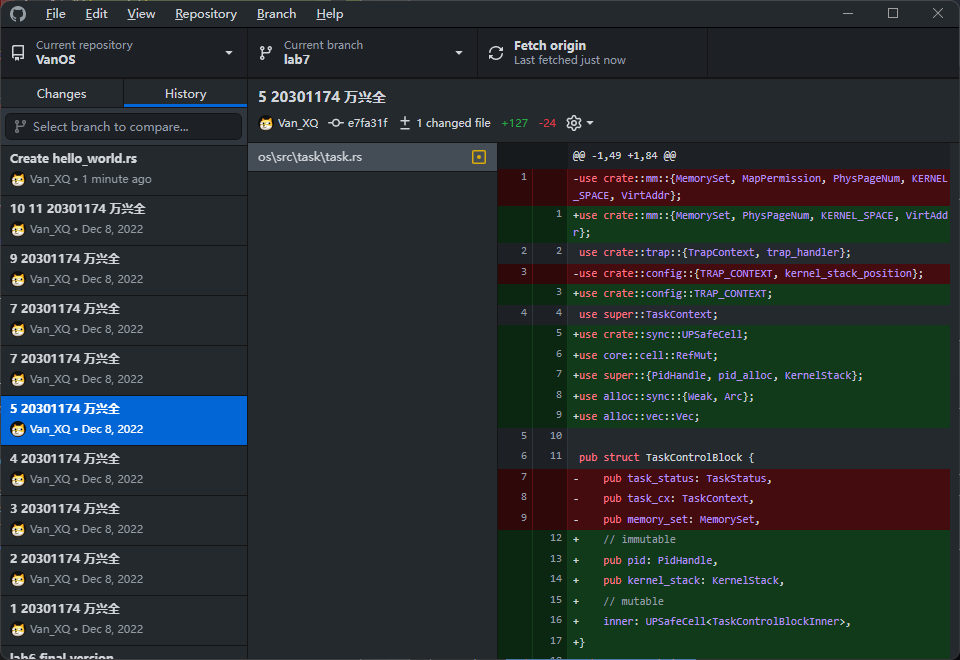 File Edit View Repository Branch Help
Current repository
VanOS
Current branch
lab7
Fetch origin
Last fetched just now
Changes
History
Select branch to compare...
Create hello_world.rs
Van_XQ • 1 minute ago
10 11 20301174 万兴全
Van_XQ • Dec 8, 2022
9 20301174 万兴全
Van_XQ • Dec 8, 2022
7 20301174 万兴全
Van_XQ • Dec 8, 2022
7 20301174 万兴全
Van_XQ • Dec 8, 2022
5 20301174 万兴全
Van_XQ • Dec 8, 2022
4 20301174 万兴全
Van_XQ • Dec 8, 2022
3 20301174 万兴全
Van_XQ • Dec 8, 2022
2 20301174 万兴全
Van_XQ • Dec 8, 2022
1 20301174 万兴全
Van_XQ • Dec 8, 2022
lab6 final version
5 20301174 万兴全
Van_XQ e7fa31f 1 changed file +127 -24
os\src\task\task.rs
@@ -1,49 +1,84 @@
1 -use crate::mm::{MemorySet, MapPermission, PhysPageNum, KERNEL
_SPACE, VirtAddr};
1 +use crate::mm::{MemorySet, PhysPageNum, KERNEL_SPACE, VirtAdd
r};
2 2 use crate::trap::{TrapContext, trap_handler};
3 -use crate::config::{TRAP_CONTEXT, kernel_stack_position};
3 +use crate::config::TRAP_CONTEXT;
4 4 use super::TaskContext;
5 +use crate::sync::UPSafeCell;
6 +use core::cell::RefMut;
7 +use super::{PidHandle, pid_alloc, KernelStack};
8 +use alloc::sync::{Weak, Arc};
9 +use alloc::vec::Vec;
5 10
6 11 pub struct TaskControlBlock {
7 - pub task_status: TaskStatus,
8 - pub task_cx: TaskContext,
9 - pub memory_set: MemorySet,
12 + // immutable
13 + pub pid: PidHandle,
14 + pub kernel_stack: KernelStack,
15 + // mutable
16 + inner: UPSafeCell<TaskControlBlockInner>,
17 +}